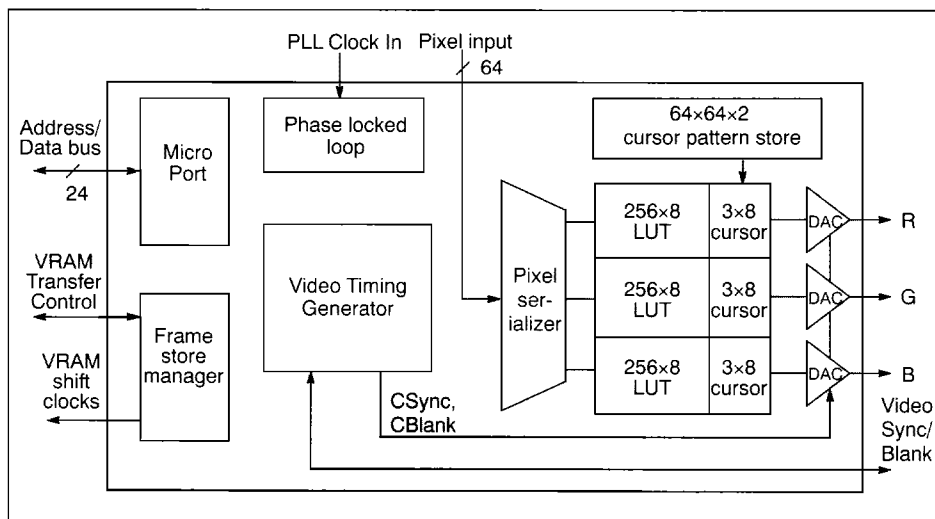 PLL Clock In
Pixel input
64
Address/
Data bus
24
Micro
Port
Phase locked
loop
64×64×2
cursor pattern store
VRAM
Transfer
Control
VRAM
shift
clocks
Frame
store
manager
Video Timing
Generator
CSync,
CBlank
Pixel
ser-
ializer
256×8
LUT
3×8
cursor
DAC
R
256×8
LUT
3×8
cursor
DAC
G
256×8
LUT
3×8
cursor
DAC
B
Video
Sync/
Blank